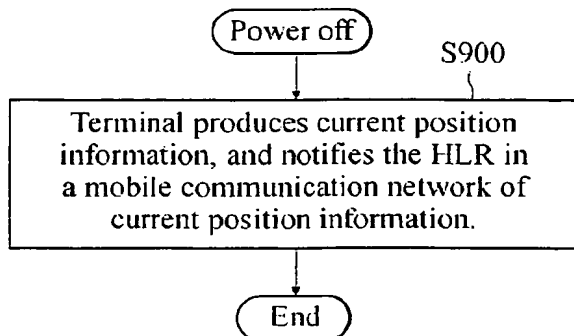 Power off
S900
Terminal produces current position
information, and notifies the HLR in
a mobile communication network of
current position information.
End